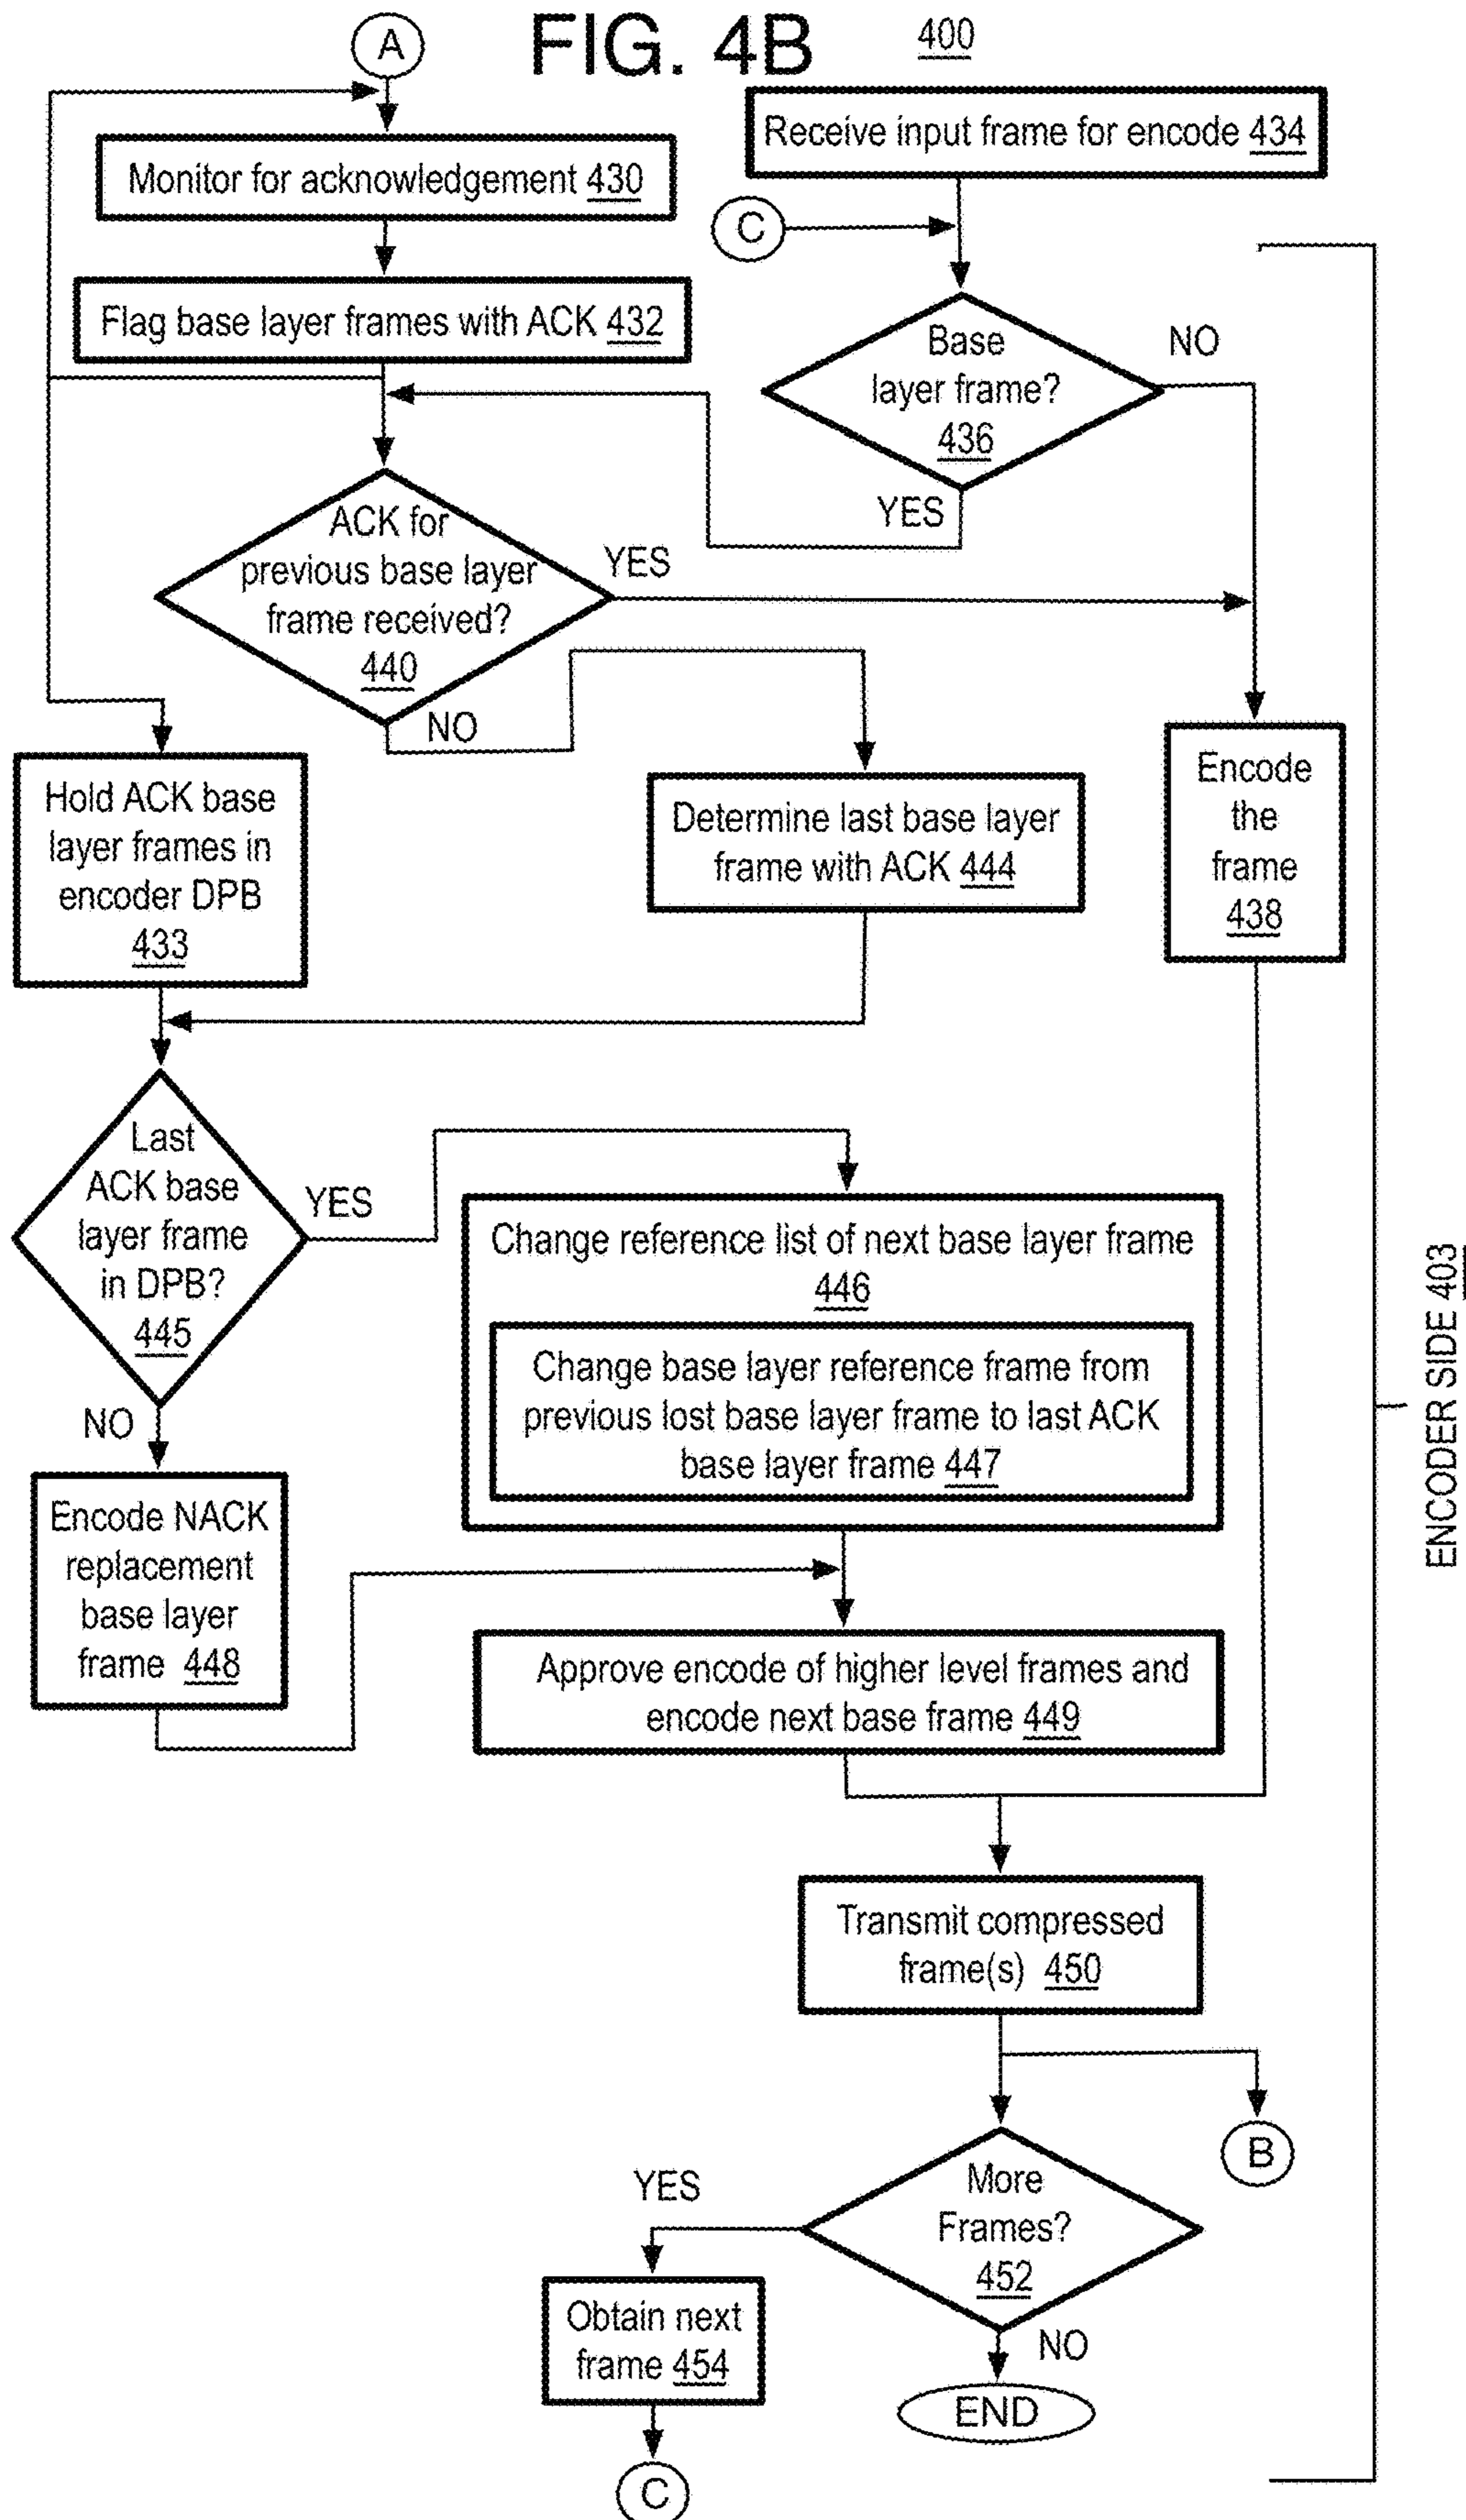 A
FIG. 4B
400
Receive input frame for encode 434
Monitor for acknowledgement 430
C
Flag base layer frames with ACK 432
Base
layer frame?
436
NO
YES
ACK for
previous base layer
frame received?
440
YES
NO
Hold ACK base
layer frames in
encoder DPB
433
Determine last base layer
frame with ACK 444
Encode
the
frame
438
Last
ACK base
layer frame
in DPB?
445
YES
NO
Change reference list of next base layer frame
446
Change base layer reference frame from
previous lost base layer frame to last ACK
base layer frame 447
ENCODER SIDE 403
Encode NACK
replacement
base layer
frame 448
Approve encode of higher level frames and
encode next base frame 449
Transmit compressed
frame(s) 450
B
More
Frames?
452
YES
NO
Obtain next
frame 454
END
C